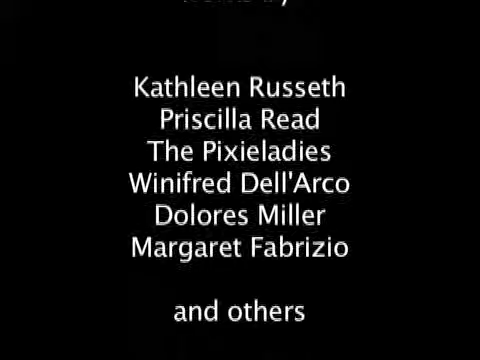 Kathleen Russeth
Priscilla Read
The Pixieladies
Winifred Dell'Arco
Dolores Miller
Margaret Fabrizio
and others